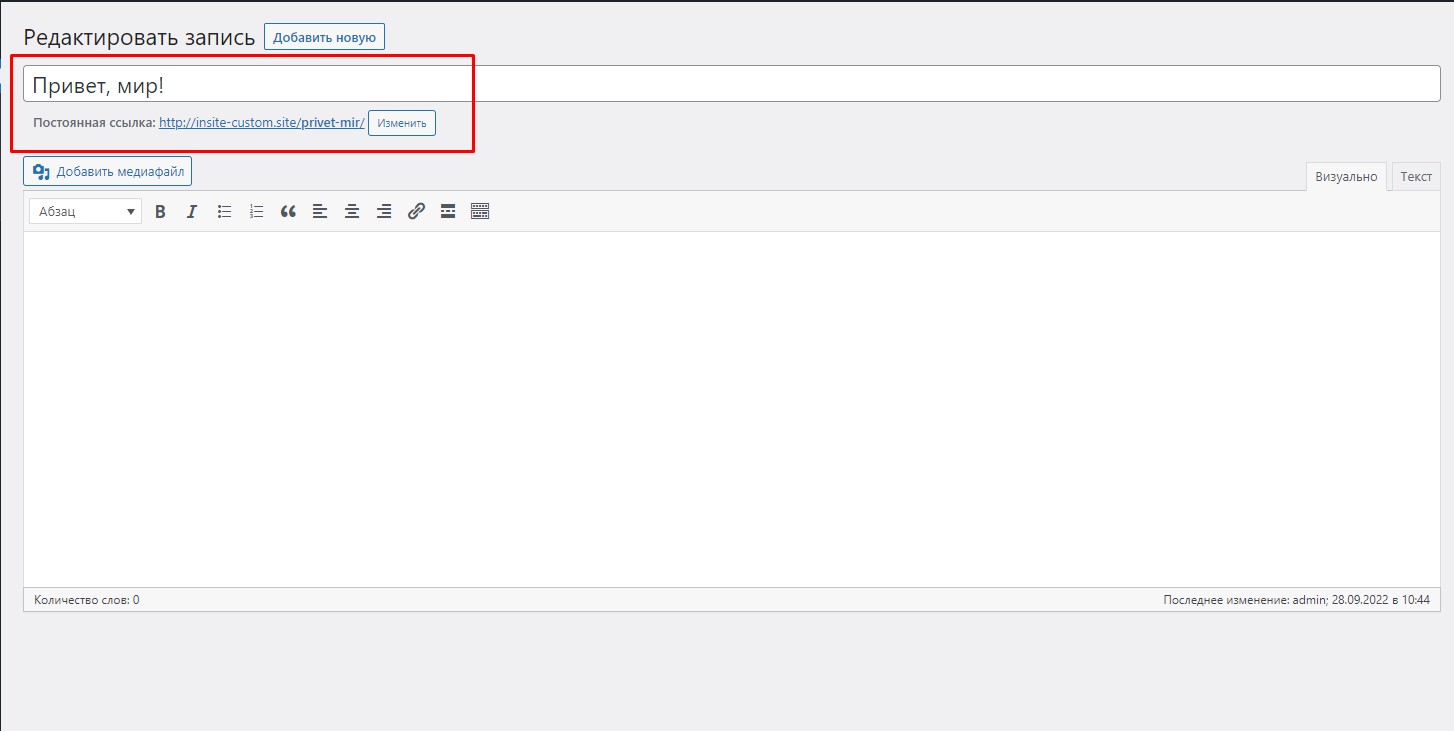 Редактировать запись Добавить новую
Привет, мир!
Постоянная ссылка: http://insite-custom.site/privet-mir/ Изменить
Добавить медиафайл
Визуально Текст
Абзац
Количество слов: 0 Последнее изменение: admin; 28.09.2022 в 10:44